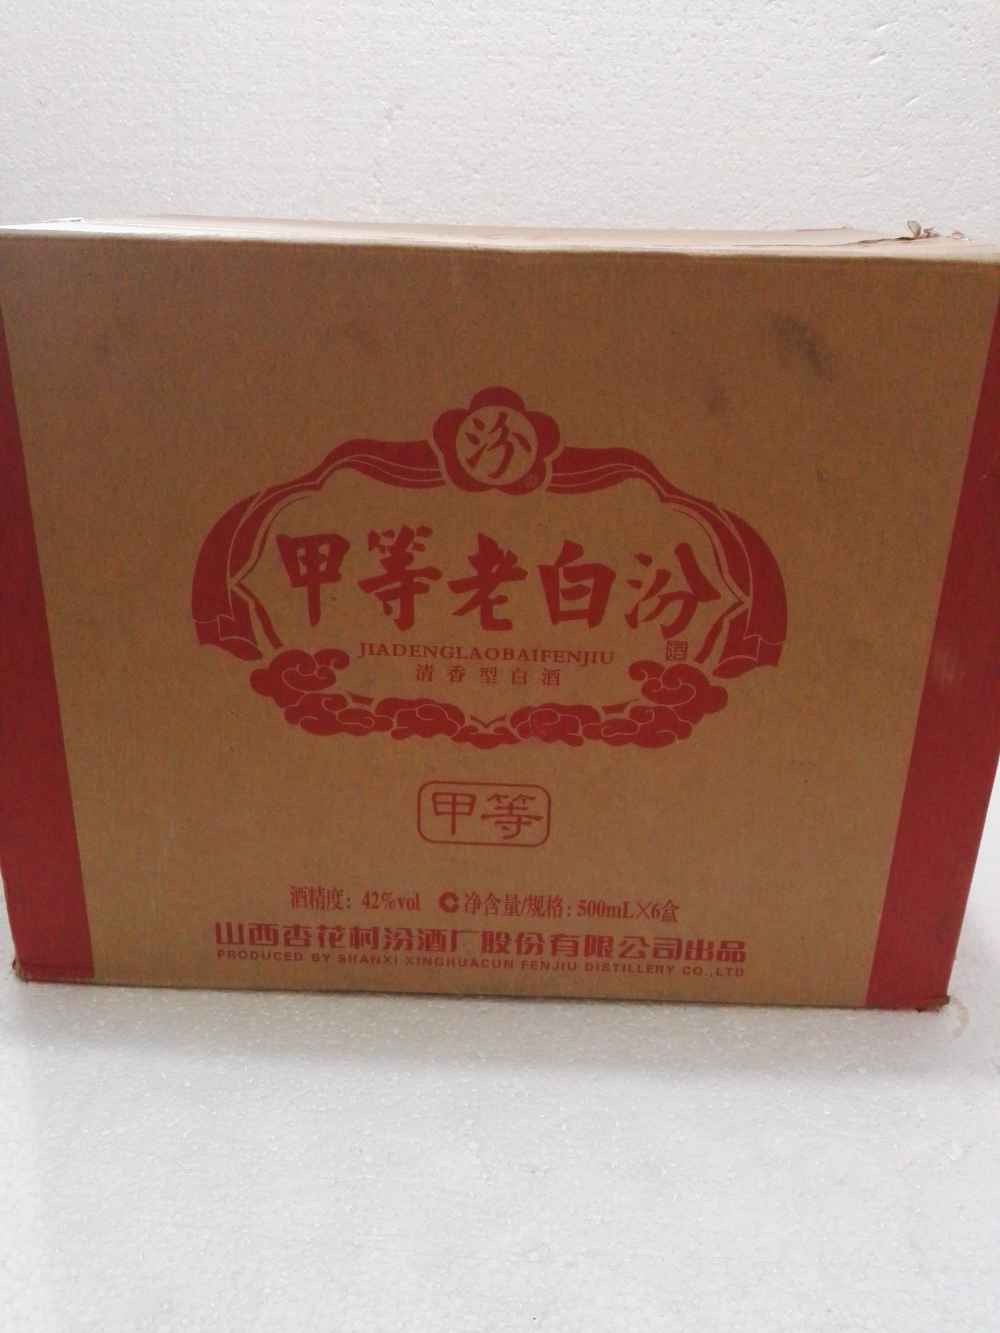 汾
甲等老白汾
酒
JIADENGLAOBAIFENJIU
清香型白酒
甲等
酒精度：42%vol 净含量/规格：500mL×6盒
山西杏花村汾酒厂股份有限公司出品
PRODUCED BY SHANXI XINGHUACUN FENJIU DISTILLERY CO.,LTD